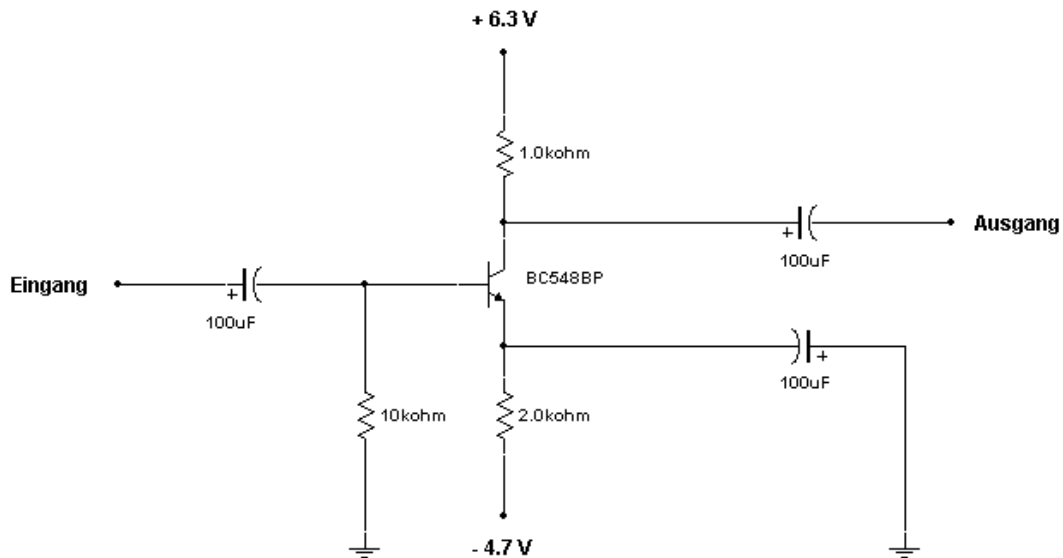 + 6.3 V
1.0kohm
+
100uF
Ausgang
Eingang
+
100uF
BC548BP
+
100uF
10kohm
2.0kohm
- 4.7 V